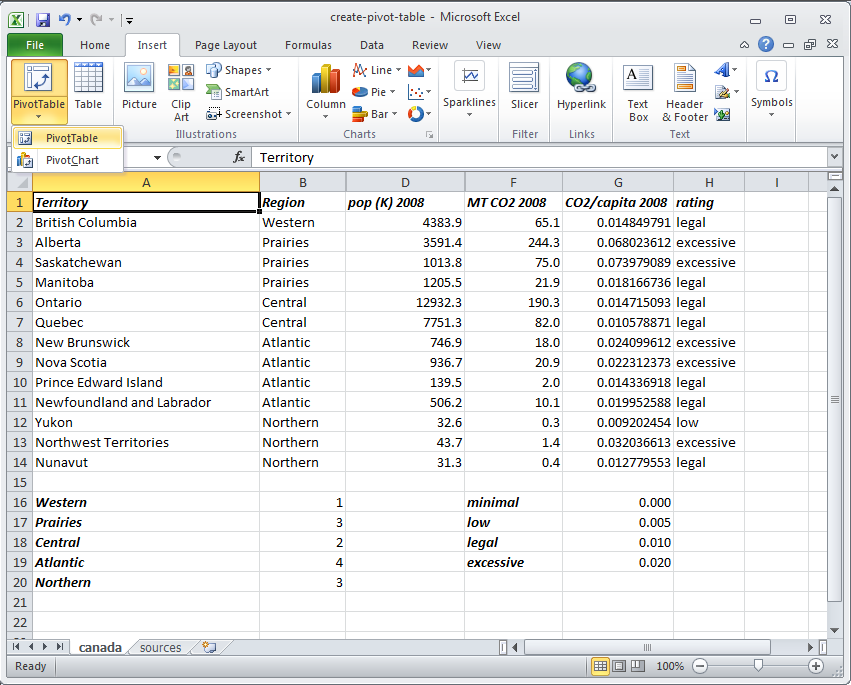 create-pivot-table - Microsoft Excel
File Home Insert Page Layout Formulas Data Review View
PivotTable Table Picture Clip Art Shapes SmartArt Screenshot Column Line Pie Bar Sparklines Slicer Hyperlink Text Box Header & Footer Symbols
Illustrations Charts Filter Links Text
PivotTable
PivotChart
fx Territory
A B D F G H I
1 Territory Region pop (K) 2008 MT CO2 2008 CO2/capita 2008 rating
2 British Columbia Western 4383.9 65.1 0.014849791 legal
3 Alberta Prairies 3591.4 244.3 0.068023612 excessive
4 Saskatchewan Prairies 1013.8 75.0 0.073979089 excessive
5 Manitoba Prairies 1205.5 21.9 0.018166736 legal
6 Ontario Central 12932.3 190.3 0.014715093 legal
7 Quebec Central 7751.3 82.0 0.010578871 legal
8 New Brunswick Atlantic 746.9 18.0 0.024099612 excessive
9 Nova Scotia Atlantic 936.7 20.9 0.022312373 excessive
10 Prince Edward Island Atlantic 139.5 2.0 0.014336918 legal
11 Newfoundland and Labrador Atlantic 506.2 10.1 0.019952588 legal
12 Yukon Northern 32.6 0.3 0.009202454 low
13 Northwest Territories Northern 43.7 1.4 0.032036613 excessive
14 Nunavut Northern 31.3 0.4 0.012779553 legal
15
16 Western 1 minimal 0.000
17 Prairies 3 low 0.005
18 Central 2 legal 0.010
19 Atlantic 4 excessive 0.020
20 Northern 3
21
22
canada sources
Ready 100%